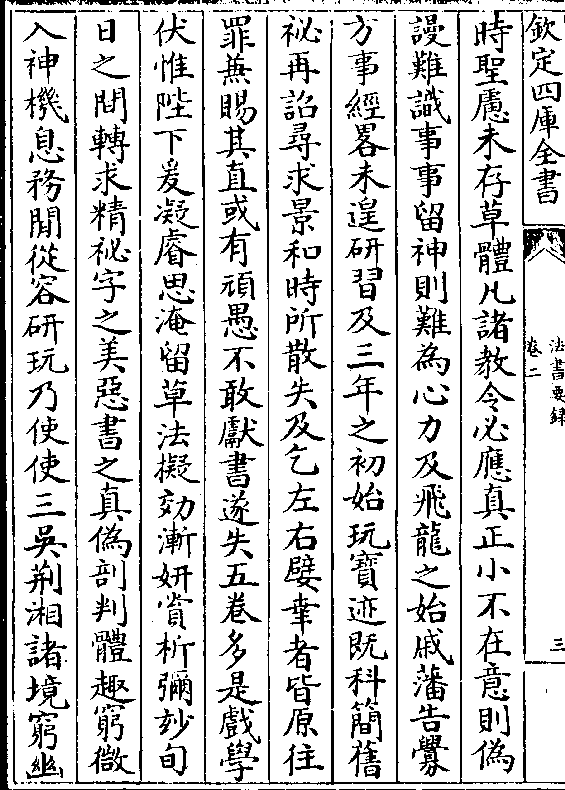 欽定四庫全書
法書要錄
卷二
三
時聖慮未存草體凡諸教令必應真正小不在意則偽
謾難識事事留神則難為心力及飛龍之始戚藩告釁
方事經畧未遑研習及三年之初始玩寶迹既科簡舊
祕再詔尋求景和時所散失及乞左右嬖幸者皆原往
罪兼賜其直或有頑愚不敢獻書遂失五卷多是戲學
伏惟陛下爰凝睿思淹留草法擬効漸妍賞析彌妙旬
日之間轉求精祕字之美惡書之真偽剖判體趣窮微
入神機息務閒從容研玩乃使使三吳荆湘諸境窮幽